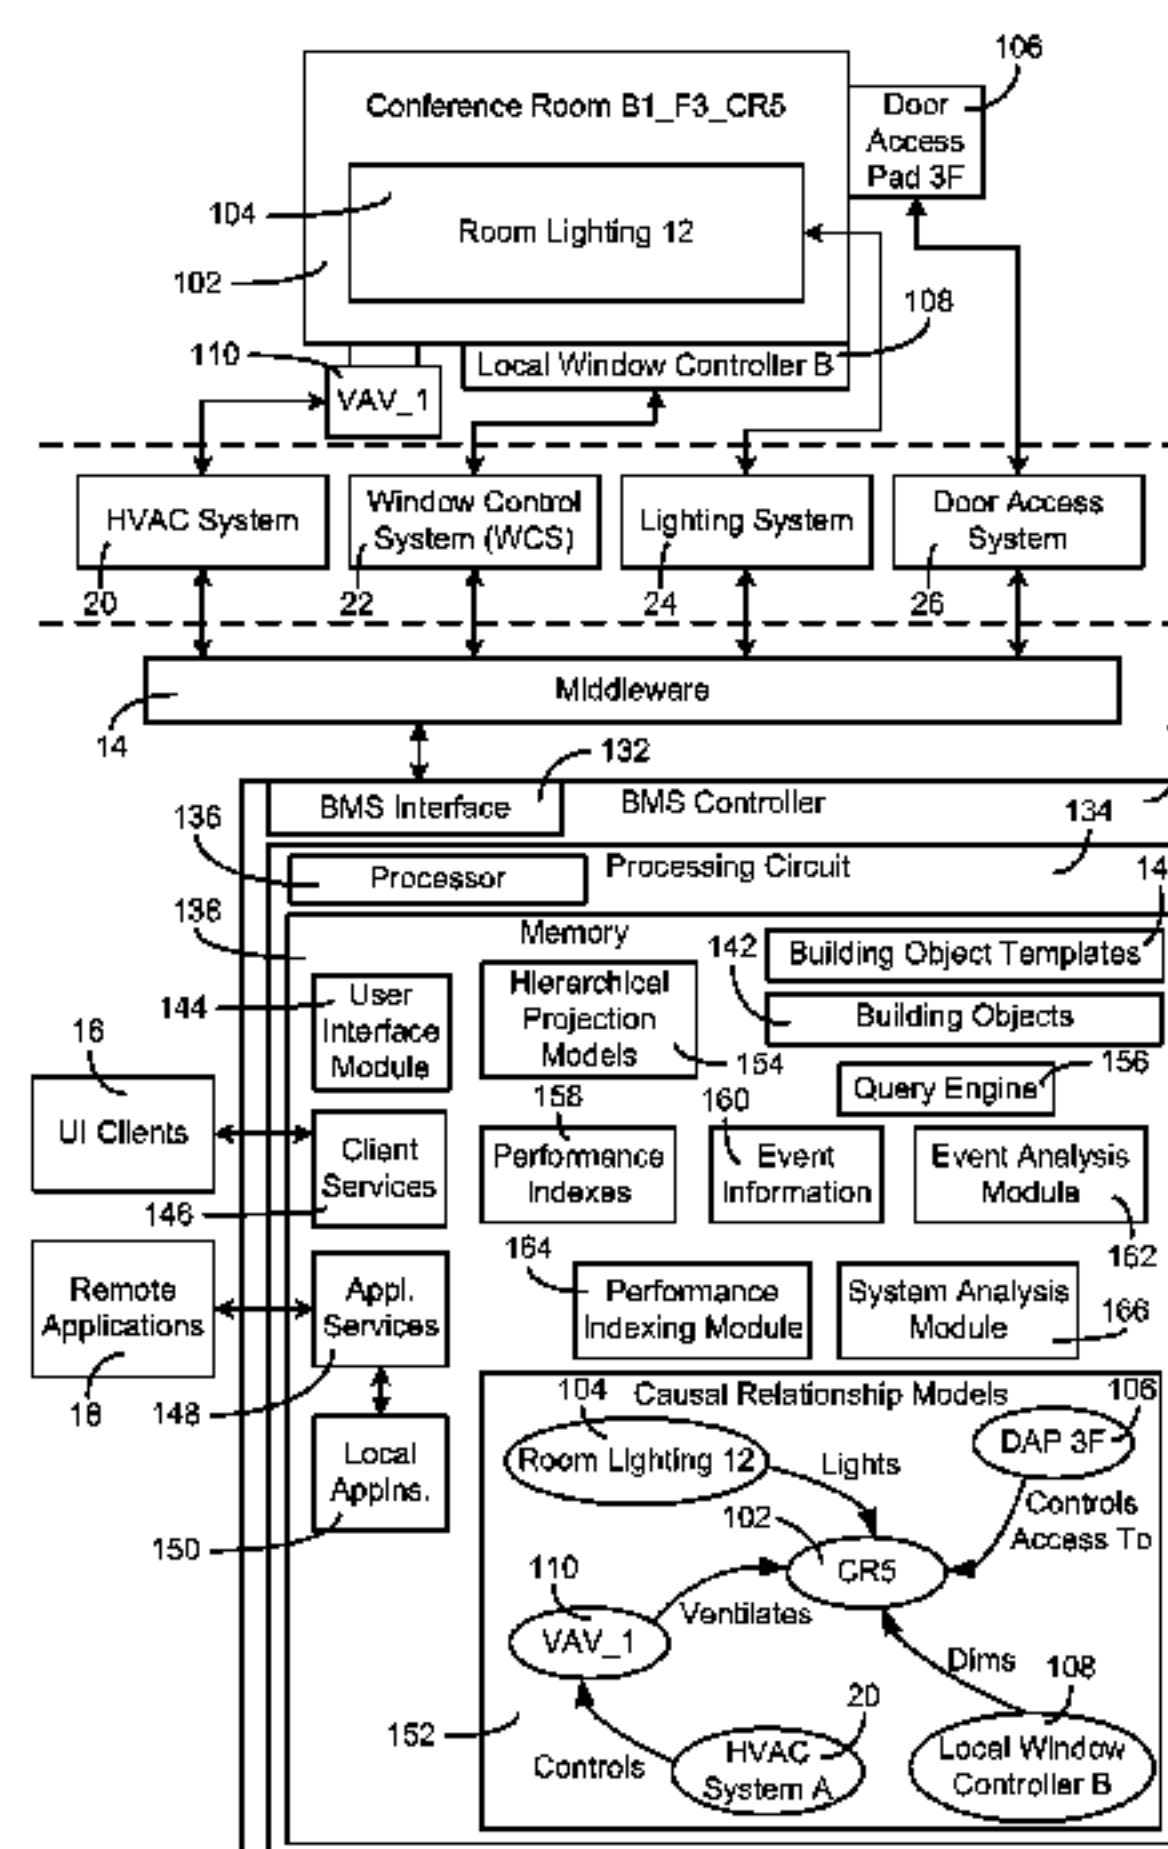 106
Conference Room B1_F3_CR5
Door
Access
Pad 3F
104
Room Lighting 12
102
108
110
Local Window Controller B
VAV_1
HVAC System
Window Control
System (WCS)
Lighting System
Door Access
System
20
22
24
26
Middleware
14
132
BMS Interface
BMS Controller
134
136
Processor
Processing Circuit
14
138
Memory
142
Building Object Templates
144
User
Interface
Module
Hierarchical
Projection
Models
154
Building Objects
16
156
Query Engine
UI Clients
158
160
Client
Services
146
Performance
Indexes
Event
Information
Event Analysis
Module
162
164
Remote
Applications
18
Appl.
Services
148
Performance
Indexing Module
System Analysis
Module
166
104
Causal Relationship Models
106
Room Lighting 12
Lights
DAP 3F
Local
Applns.
150
102
Controls
Access To
CR5
110
Ventilates
VAV_1
Dims
108
152
20
Controls
HVAC
System A
Local Window
Controller B